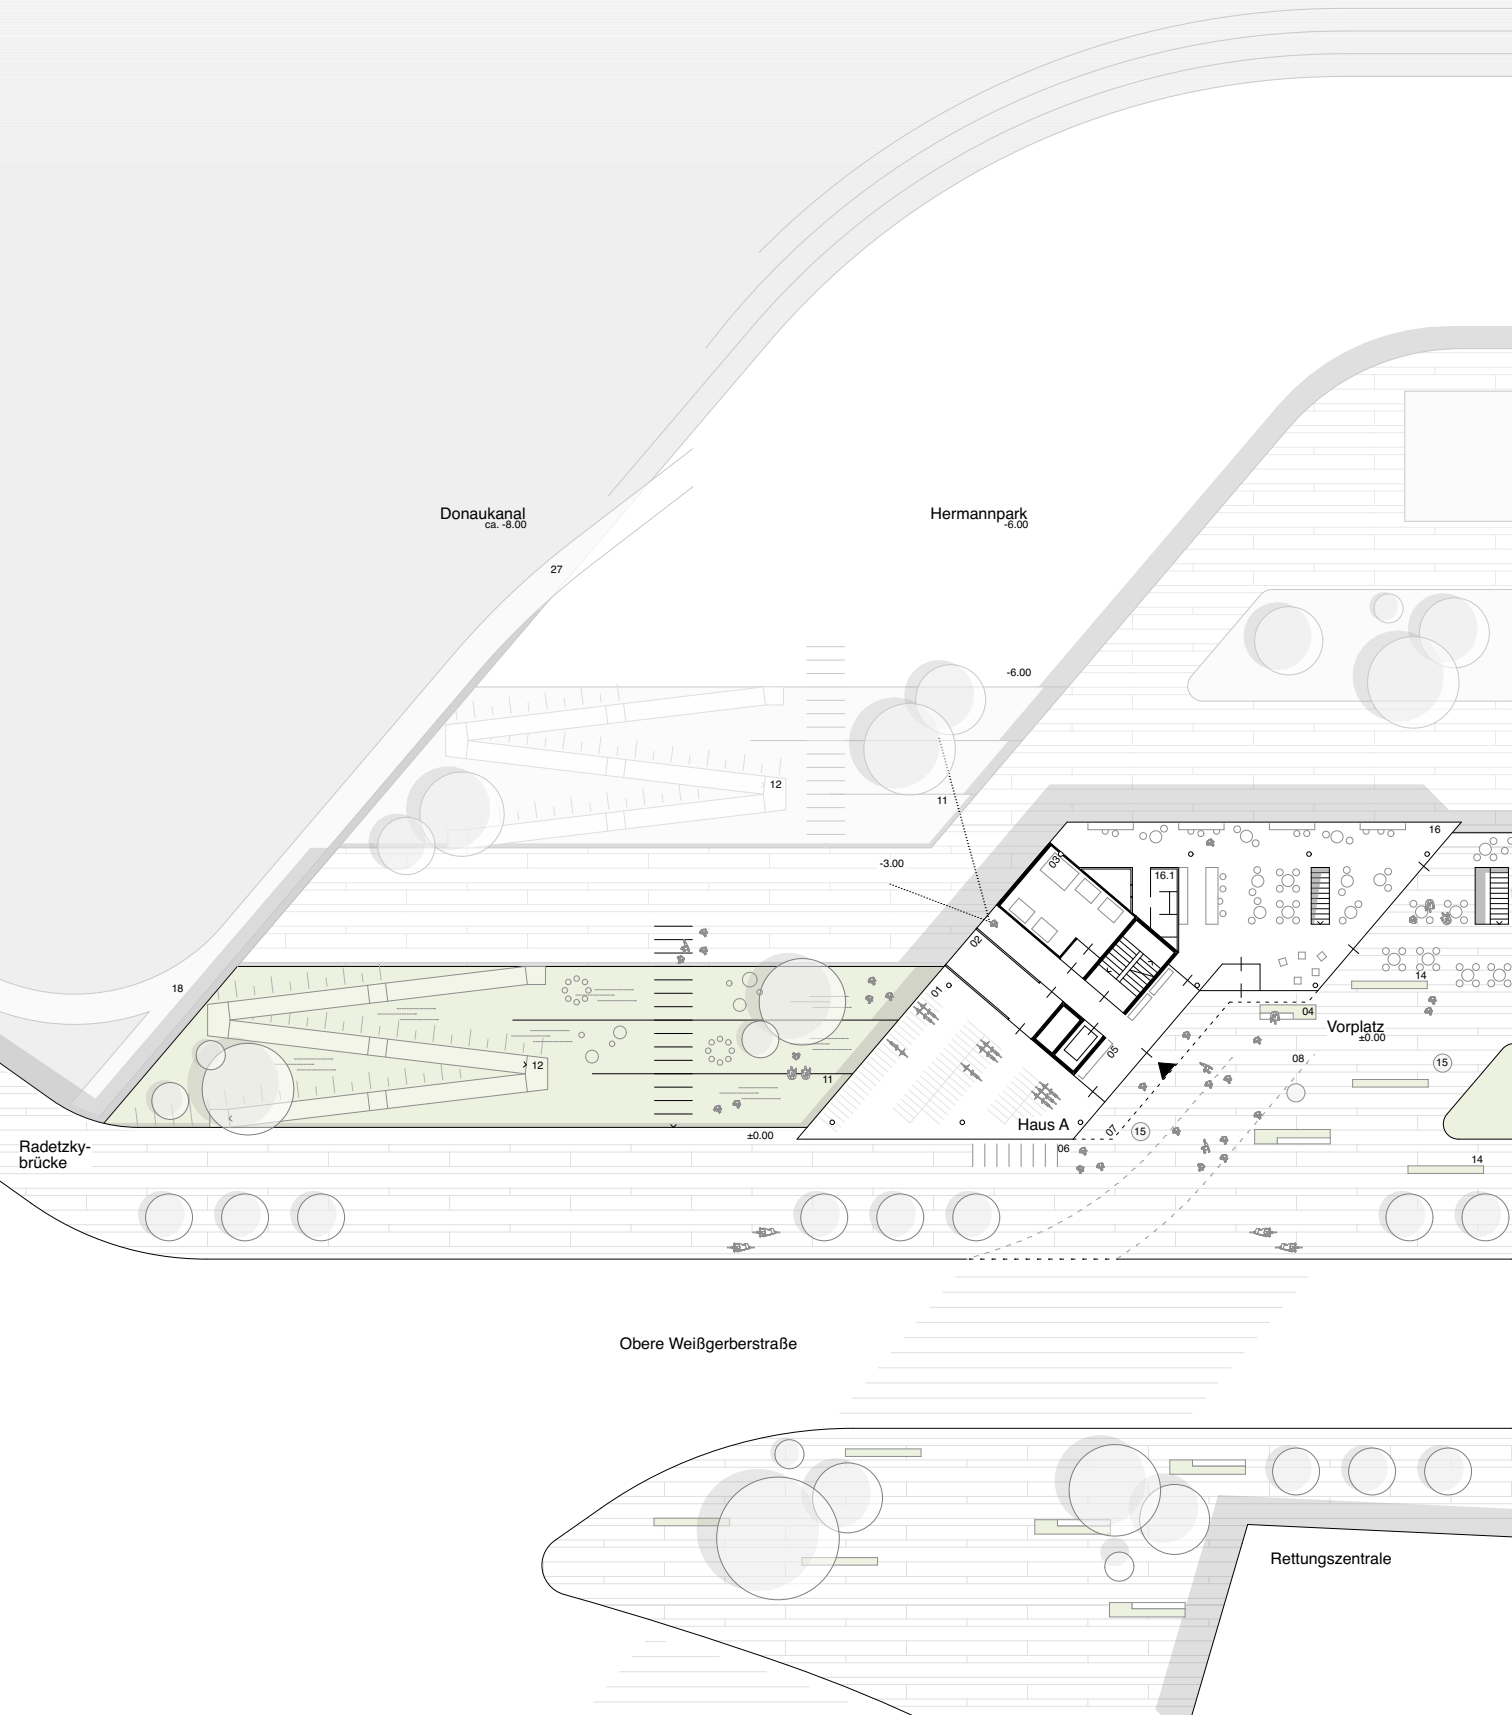 Donaukanal
ca. -8.00
Hermannpark
-6.00
27
-6.00
12
11
-3.00
16
03
16.1
02
18
01
14
04
Vorplatz
±0.00
12
11
05
08
15
Haus A
07
15
±0.00
06
Radetzky-
brücke
14
Obere Weißgerberstraße
Rettungszentrale